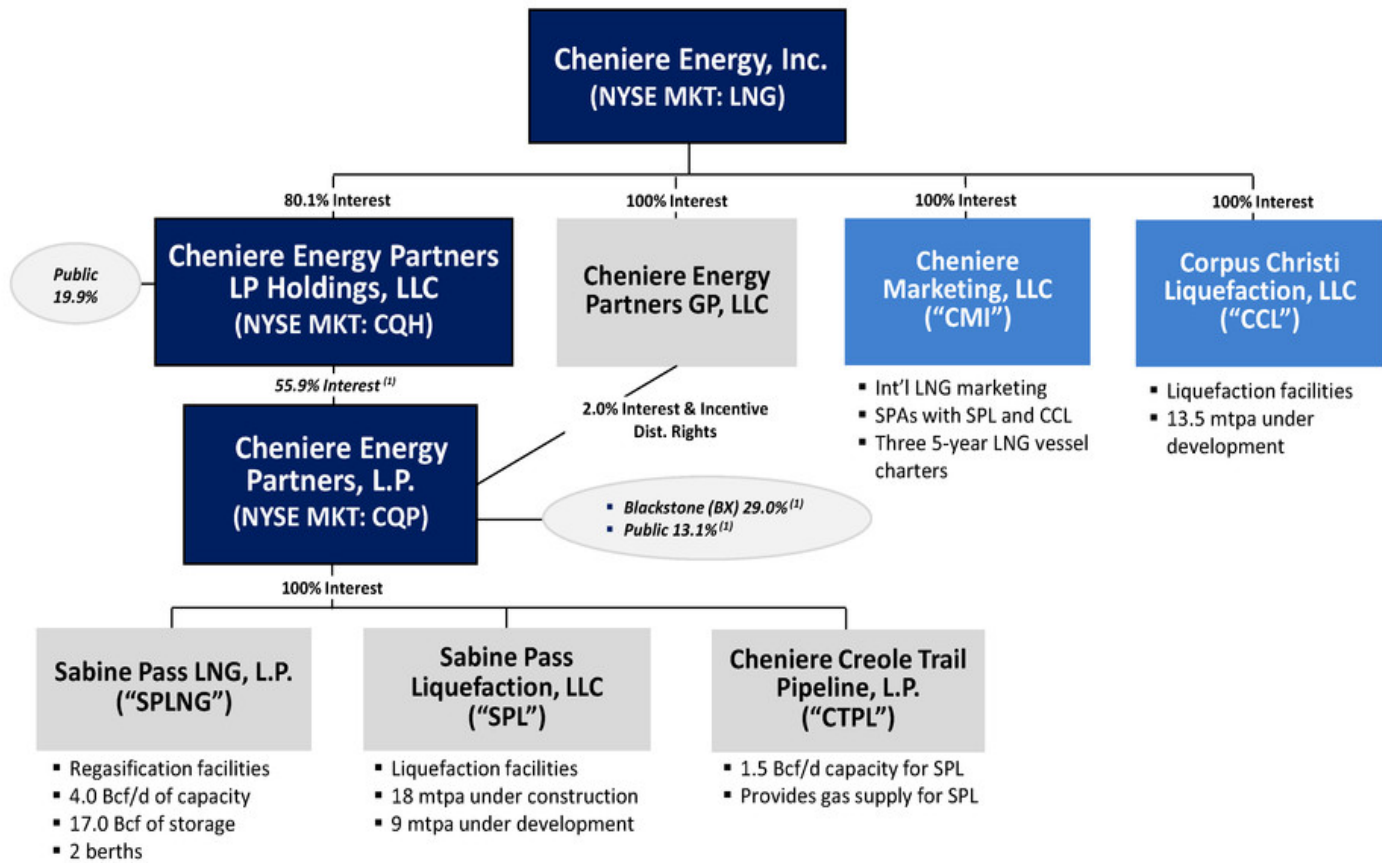 Cheniere Energy, Inc.
(NYSE MKT: LNG)
80.1% Interest
100% Interest
100% Interest
100% Interest
Public
19.9%
Cheniere Energy Partners
LP Holdings, LLC
(NYSE MKT: CQH)
Cheniere Energy
Partners GP, LLC
Cheniere
Marketing, LLC
(“CMI”)
Corpus Christi
Liquefaction, LLC
(“CCL”)
▪ Int’l LNG marketing
▪ SPAs with SPL and CCL
▪ Three 5-year LNG vessel
charters
▪ Liquefaction facilities
▪ 13.5 mtpa under
development
55.9% Interest (1)
2.0% Interest & Incentive
Dist. Rights
Cheniere Energy
Partners, L.P.
(NYSE MKT: CQP)
▪ Blackstone (BX) 29.0% (1)
▪ Public 13.1% (1)
100% Interest
Sabine Pass LNG, L.P.
(“SPLNG”)
▪ Regasification facilities
▪ 4.0 Bcf/d of capacity
▪ 17.0 Bcf of storage
▪ 2 berths
Sabine Pass
Liquefaction, LLC
(“SPL”)
▪ Liquefaction facilities
▪ 18 mtpa under construction
▪ 9 mtpa under development
Cheniere Creole Trail
Pipeline, L.P.
(“CTPL”)
▪ 1.5 Bcf/d capacity for SPL
▪ Provides gas supply for SPL